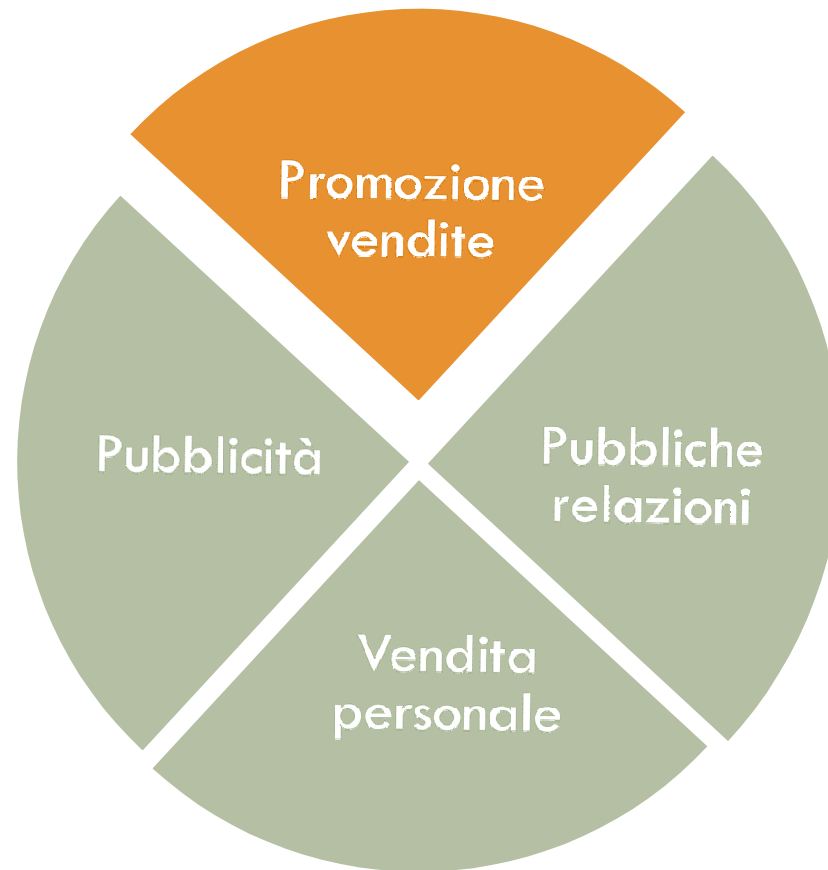 Promozione
vendite
Pubblicità
Pubbliche
relazioni
Vendita
personale